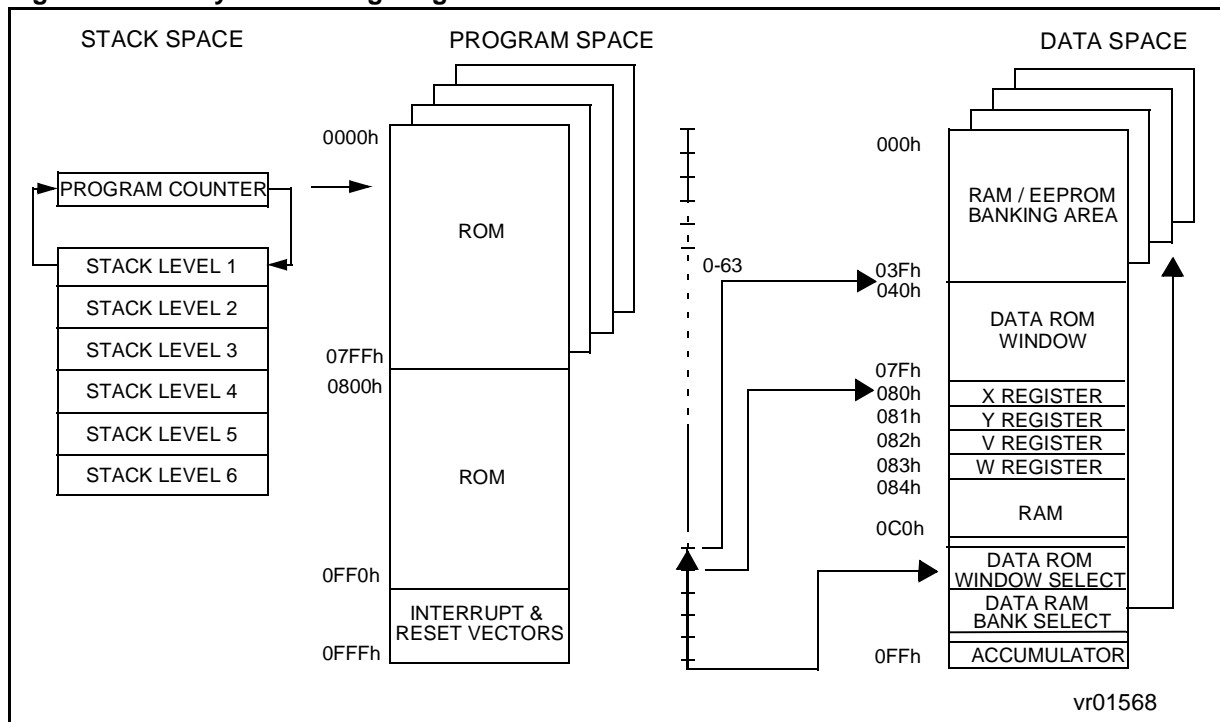 STACK SPACE
PROGRAM SPACE
DATA SPACE
PROGRAM COUNTER
STACK LEVEL 1
STACK LEVEL 2
STACK LEVEL 3
STACK LEVEL 4
STACK LEVEL 5
STACK LEVEL 6
0000h
ROM
07FFh
0800h
ROM
0FF0h
INTERRUPT &
RESET VECTORS
0FFFh
0-63
000h
RAM / EEPROM
BANKING AREA
03Fh
040h
DATA ROM
WINDOW
07Fh
080h
X REGISTER
081h
Y REGISTER
082h
V REGISTER
083h
W REGISTER
084h
RAM
0C0h
DATA ROM
WINDOW SELECT
DATA RAM
BANK SELECT
0FFh
ACCUMULATOR
vr01568